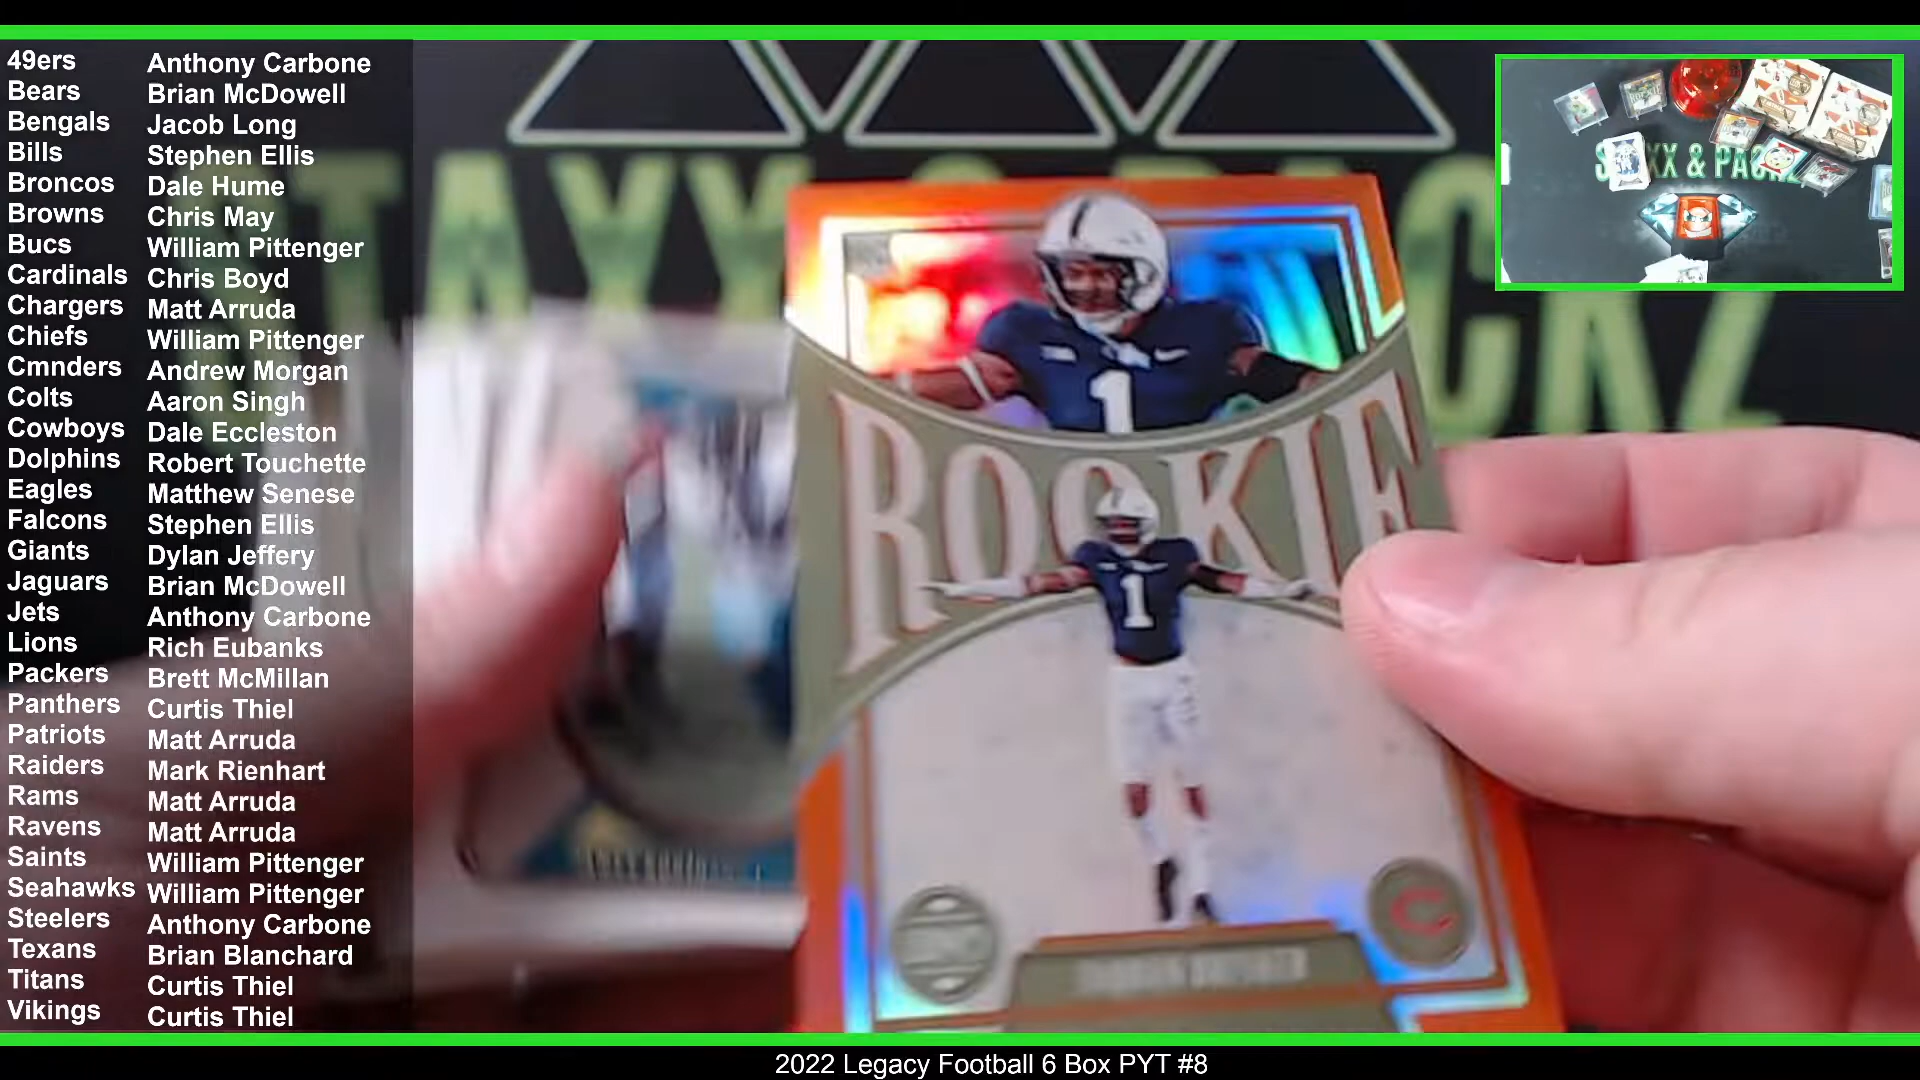 49ers Anthony Carbone
Bears Brian McDowell
Bengals Jacob Long
Bills Stephen Ellis
Broncos Dale Hume
Browns Chris May
Bucs William Pittenger
Cardinals Chris Boyd
Chargers Matt Arruda
Chiefs William Pittenger
Cmnders Andrew Morgan
Colts Aaron Singh
Cowboys Dale Eccleston
Dolphins Robert Touchette
Eagles Matthew Senese
Falcons Stephen Ellis
Giants Dylan Jeffery
Jaguars Brian McDowell
Jets Anthony Carbone
Lions Rich Eubanks
Packers Brett McMillan
Panthers Curtis Thiel
Patriots Matt Arruda
Raiders Mark Rienhart
Rams Matt Arruda
Ravens Matt Arruda
Saints William Pittenger
Seahawks William Pittenger
Steelers Anthony Carbone
Texans Brian Blanchard
Titans Curtis Thiel
Vikings Curtis Thiel
1
ROOKIE
1
C
2022 Legacy Football 6 Box PYT #8